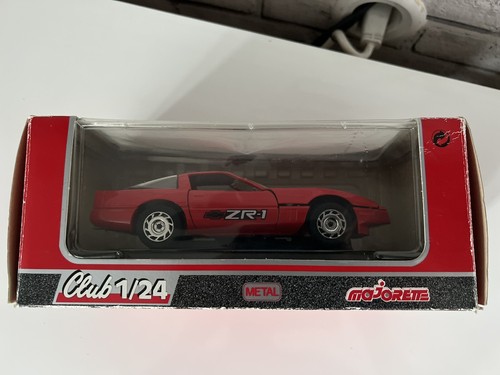 ZR-1
Club 1/24
METAL
majorette